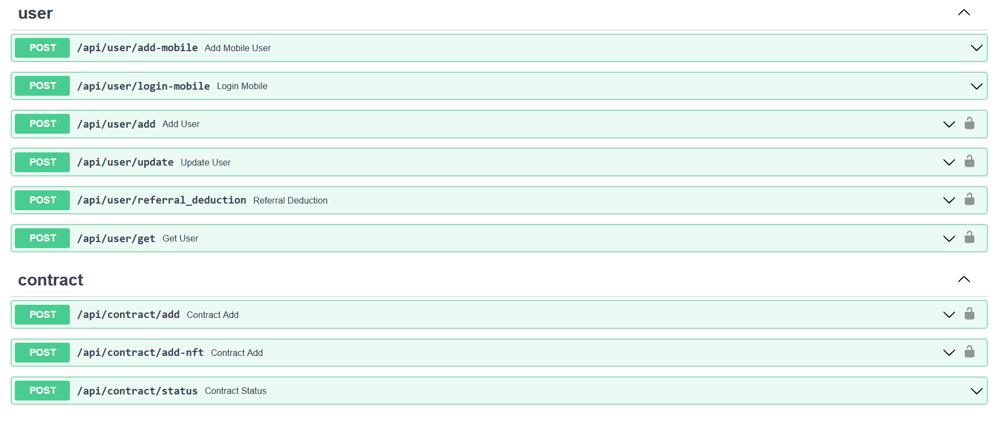 user
POST /api/user/add-mobile Add Mobile User
POST /api/user/login-mobile Login Mobile
POST /api/user/add Add User
POST /api/user/update Update User
POST /api/user/referral_deduction Referral Deduction
POST /api/user/get Get User
contract
POST /api/contract/add Contract Add
POST /api/contract/add-nft Contract Add
POST /api/contract/status Contract Status